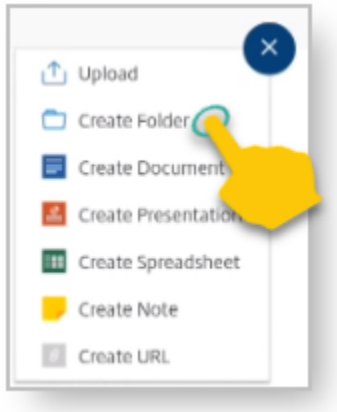 Upload
Create Folder
Create Document
Create Presentation
Create Spreadsheet
Create Note
Create URL